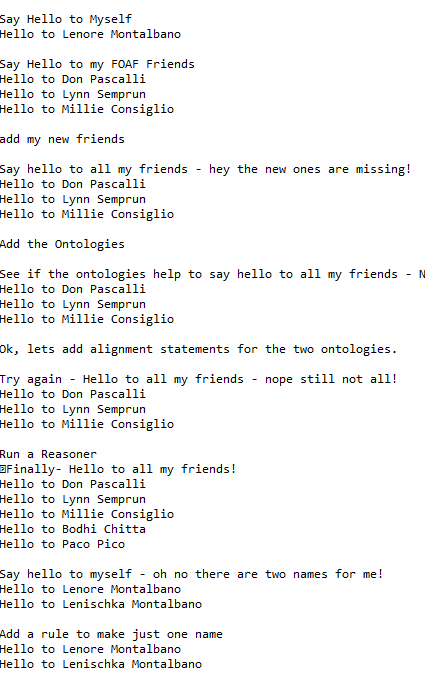 Say Hello to Myself
Hello to Lenore Montalbano
Say Hello to my FOAF Friends
Hello to Don Pascalli
Hello to Lynn Semprun
Hello to Millie Consiglio
add my new friends
Say hello to all my friends - hey the new ones are missing!
Hello to Don Pascalli
Hello to Lynn Semprun
Hello to Millie Consiglio
Add the Ontologies
See if the ontologies help to say hello to all my friends - N
Hello to Don Pascalli
Hello to Lynn Semprun
Hello to Millie Consiglio
Ok, lets add alignment statements for the two ontologies.
Try again - Hello to all my friends - nope still not all!
Hello to Don Pascalli
Hello to Lynn Semprun
Hello to Millie Consiglio
Run a Reasoner
Finally- Hello to all my friends!
Hello to Don Pascalli
Hello to Lynn Semprun
Hello to Millie Consiglio
Hello to Bodhi Chitta
Hello to Paco Pico
Say hello to myself - oh no there are two names for me!
Hello to Lenore Montalbano
Hello to Lenischka Montalbano
Add a rule to make just one name
Hello to Lenore Montalbano
Hello to Lenischka Montalbano